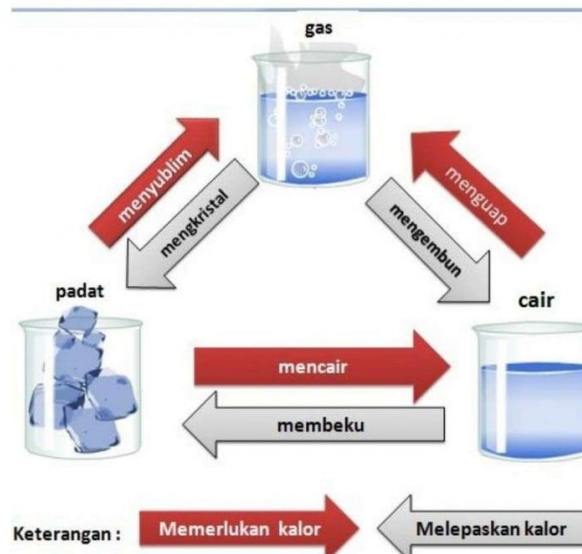 gas
menyublim
mengkristal
menguap
mengembun
padat
cair
mencair
membeku
Keterangan :
Memerlukan kalor
Melepaskan kalor